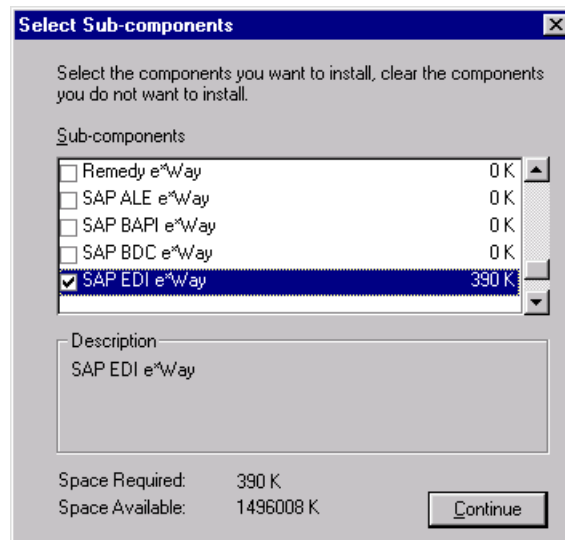 Select Sub-components
Select the components you want to install, clear the components
you do not want to install.
Sub-components
Remedy e*Way 0 K
SAP ALE e*Way 0 K
SAP BAPI e*Way 0 K
SAP BDC e*Way 0 K
SAP EDI e*Way 390 K
Description
SAP EDI e*Way
Space Required: 390 K
Space Available: 1496008 K
Continue